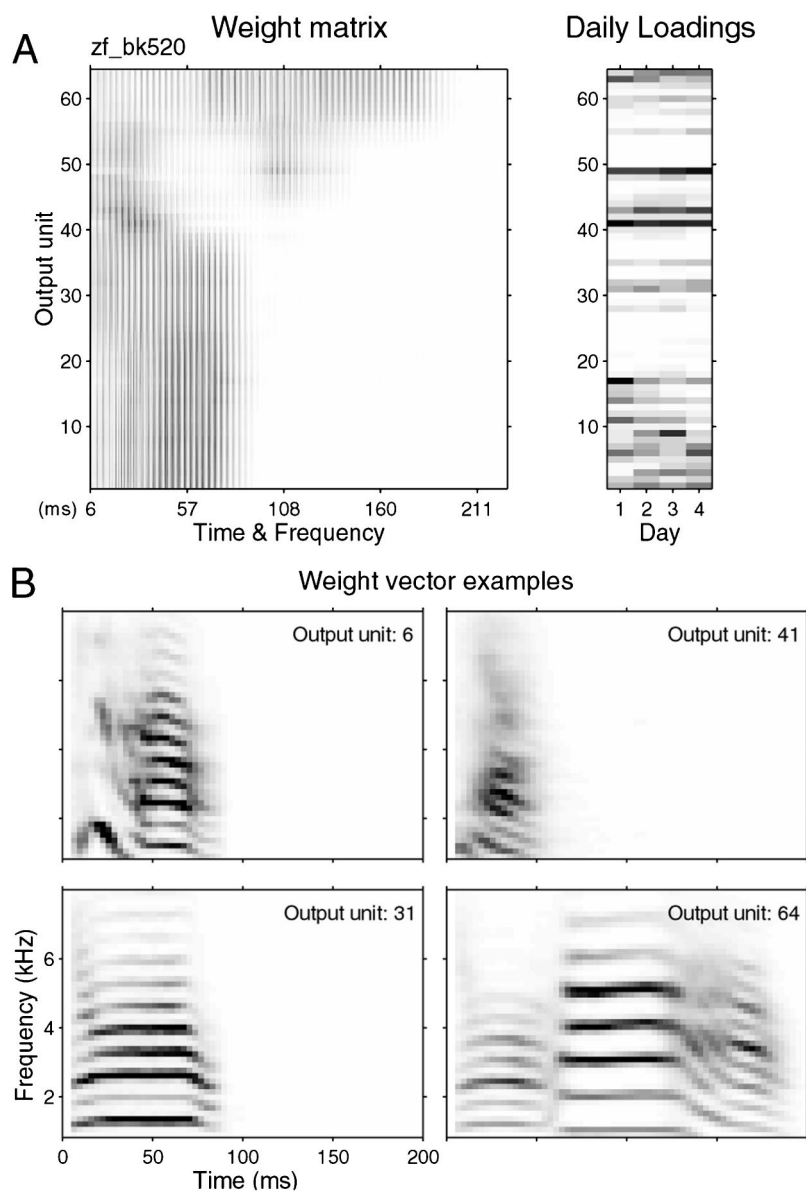 A
zf_bk520
Weight matrix
Daily Loadings
60
50
40
30
20
10
Output unit
(ms) 6 57 108 160 211
Time & Frequency
60
50
40
30
20
10
1 2 3 4
Day
B
Weight vector examples
Output unit: 6
Output unit: 41
Output unit: 31
Output unit: 64
6
4
2
Frequency (kHz)
0 50 100 150 200
Time (ms)